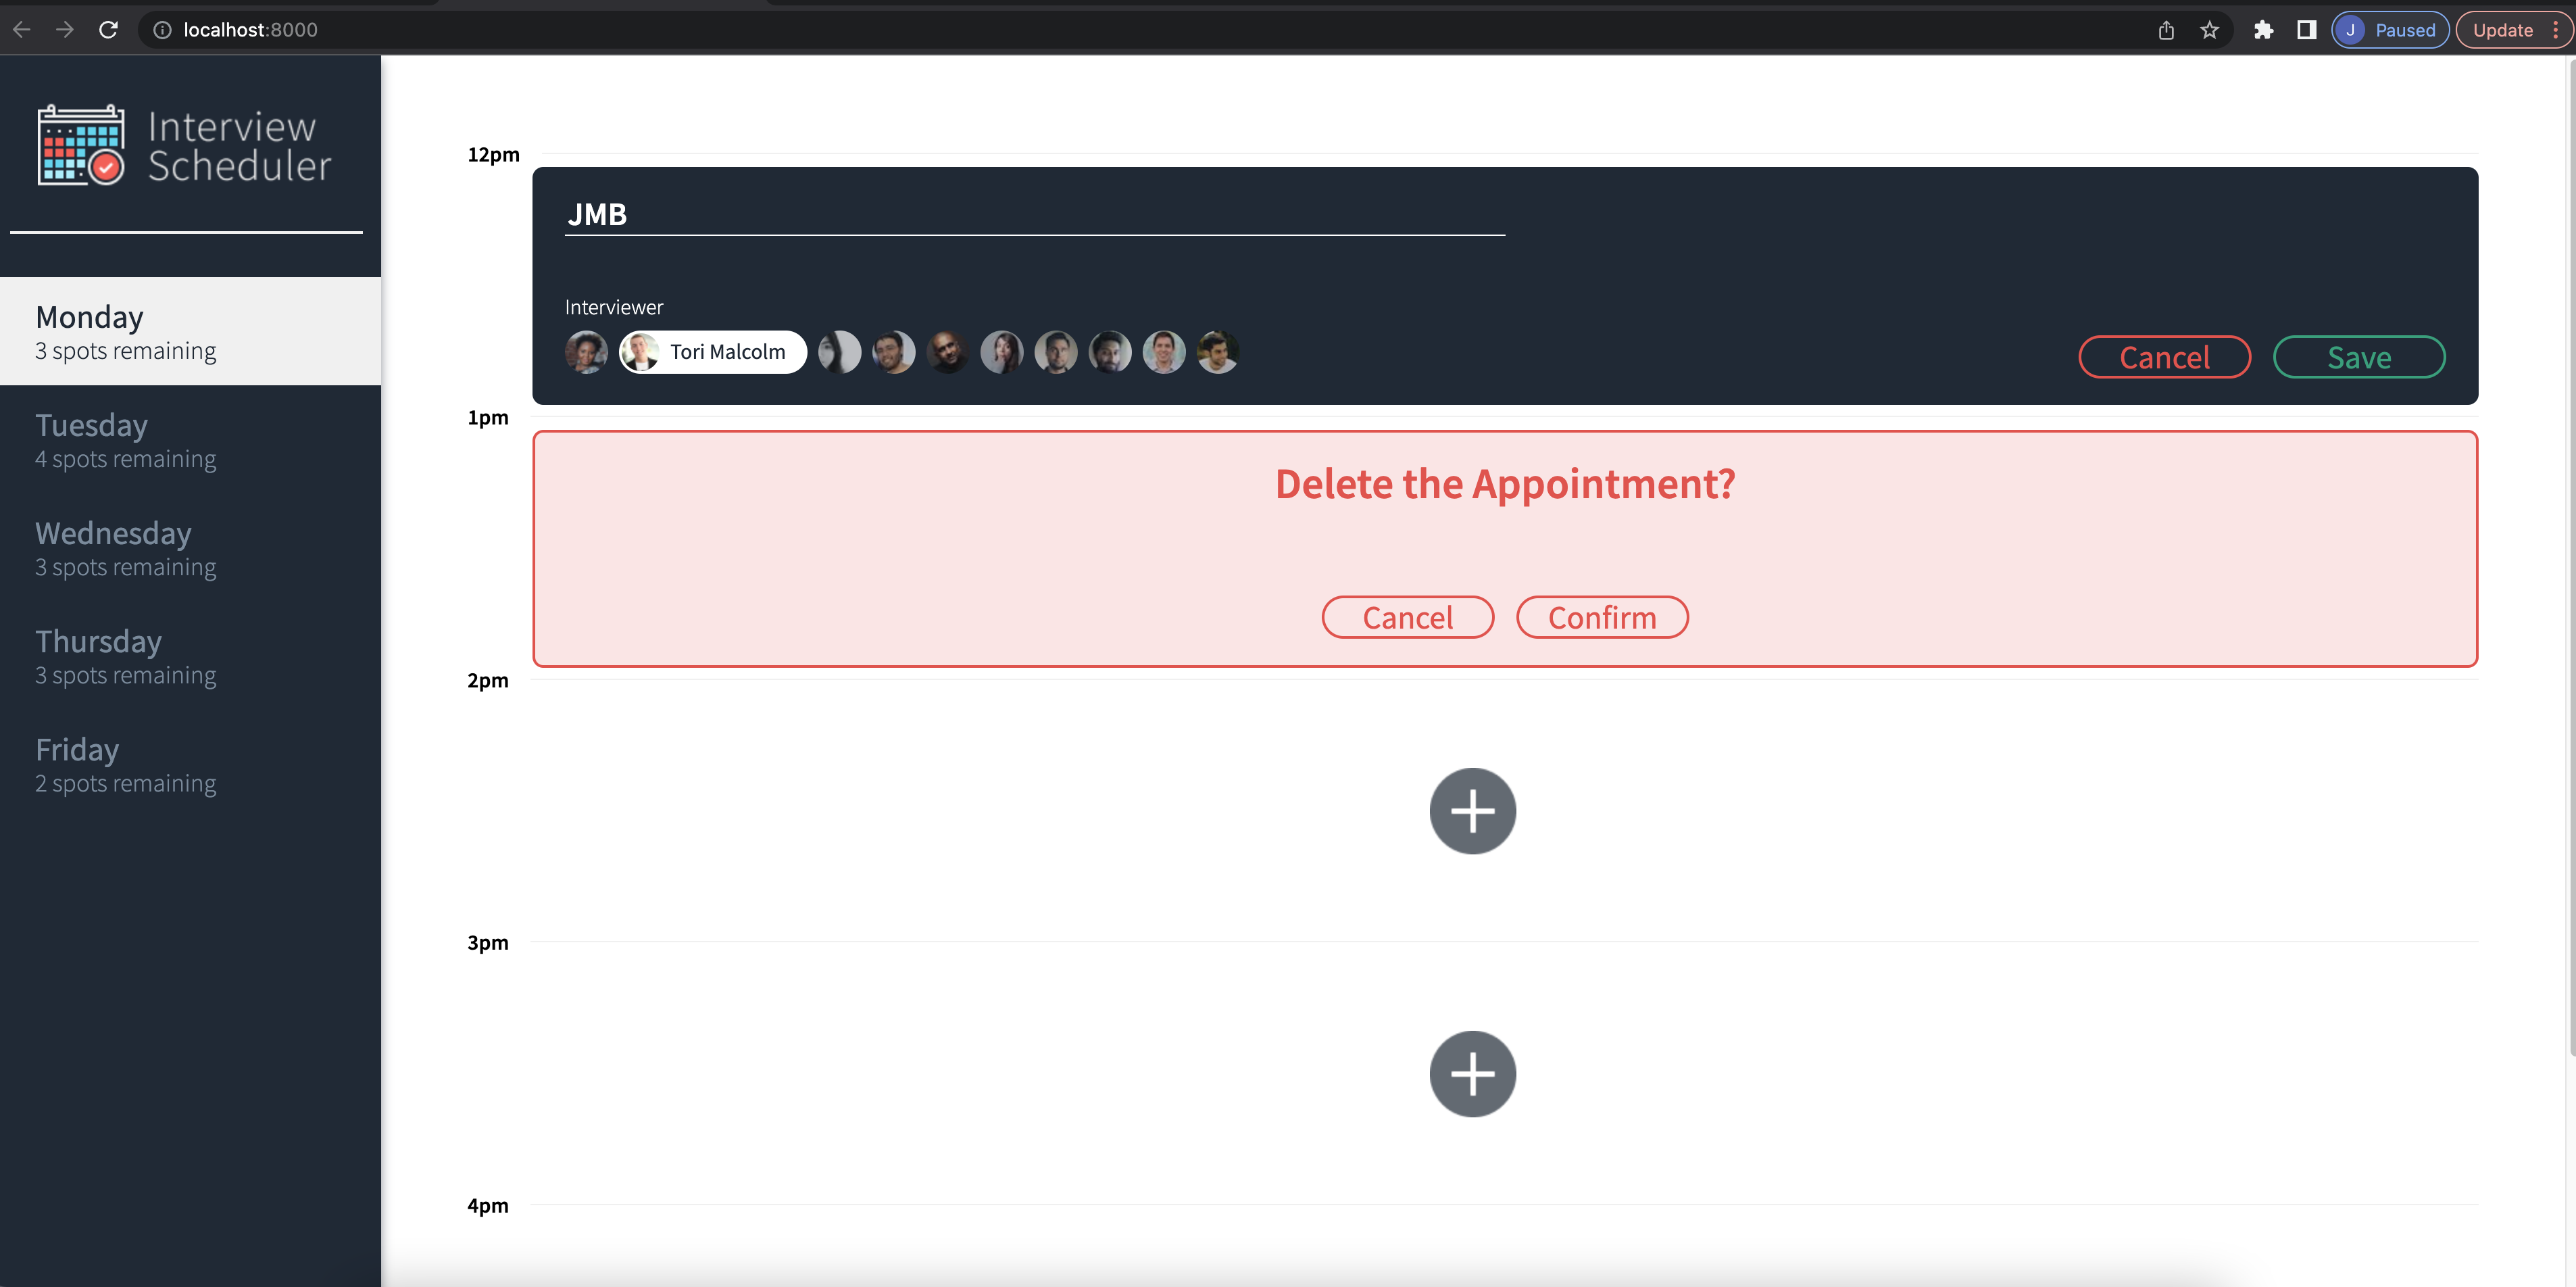 localhost:8000
J Paused
Update
Interview
Scheduler
Monday
3 spots remaining
Tuesday
4 spots remaining
Wednesday
3 spots remaining
Thursday
3 spots remaining
Friday
2 spots remaining
12pm
JMB
Interviewer
Tori Malcolm
Cancel
Save
1pm
Delete the Appointment?
Cancel
Confirm
2pm
3pm
4pm